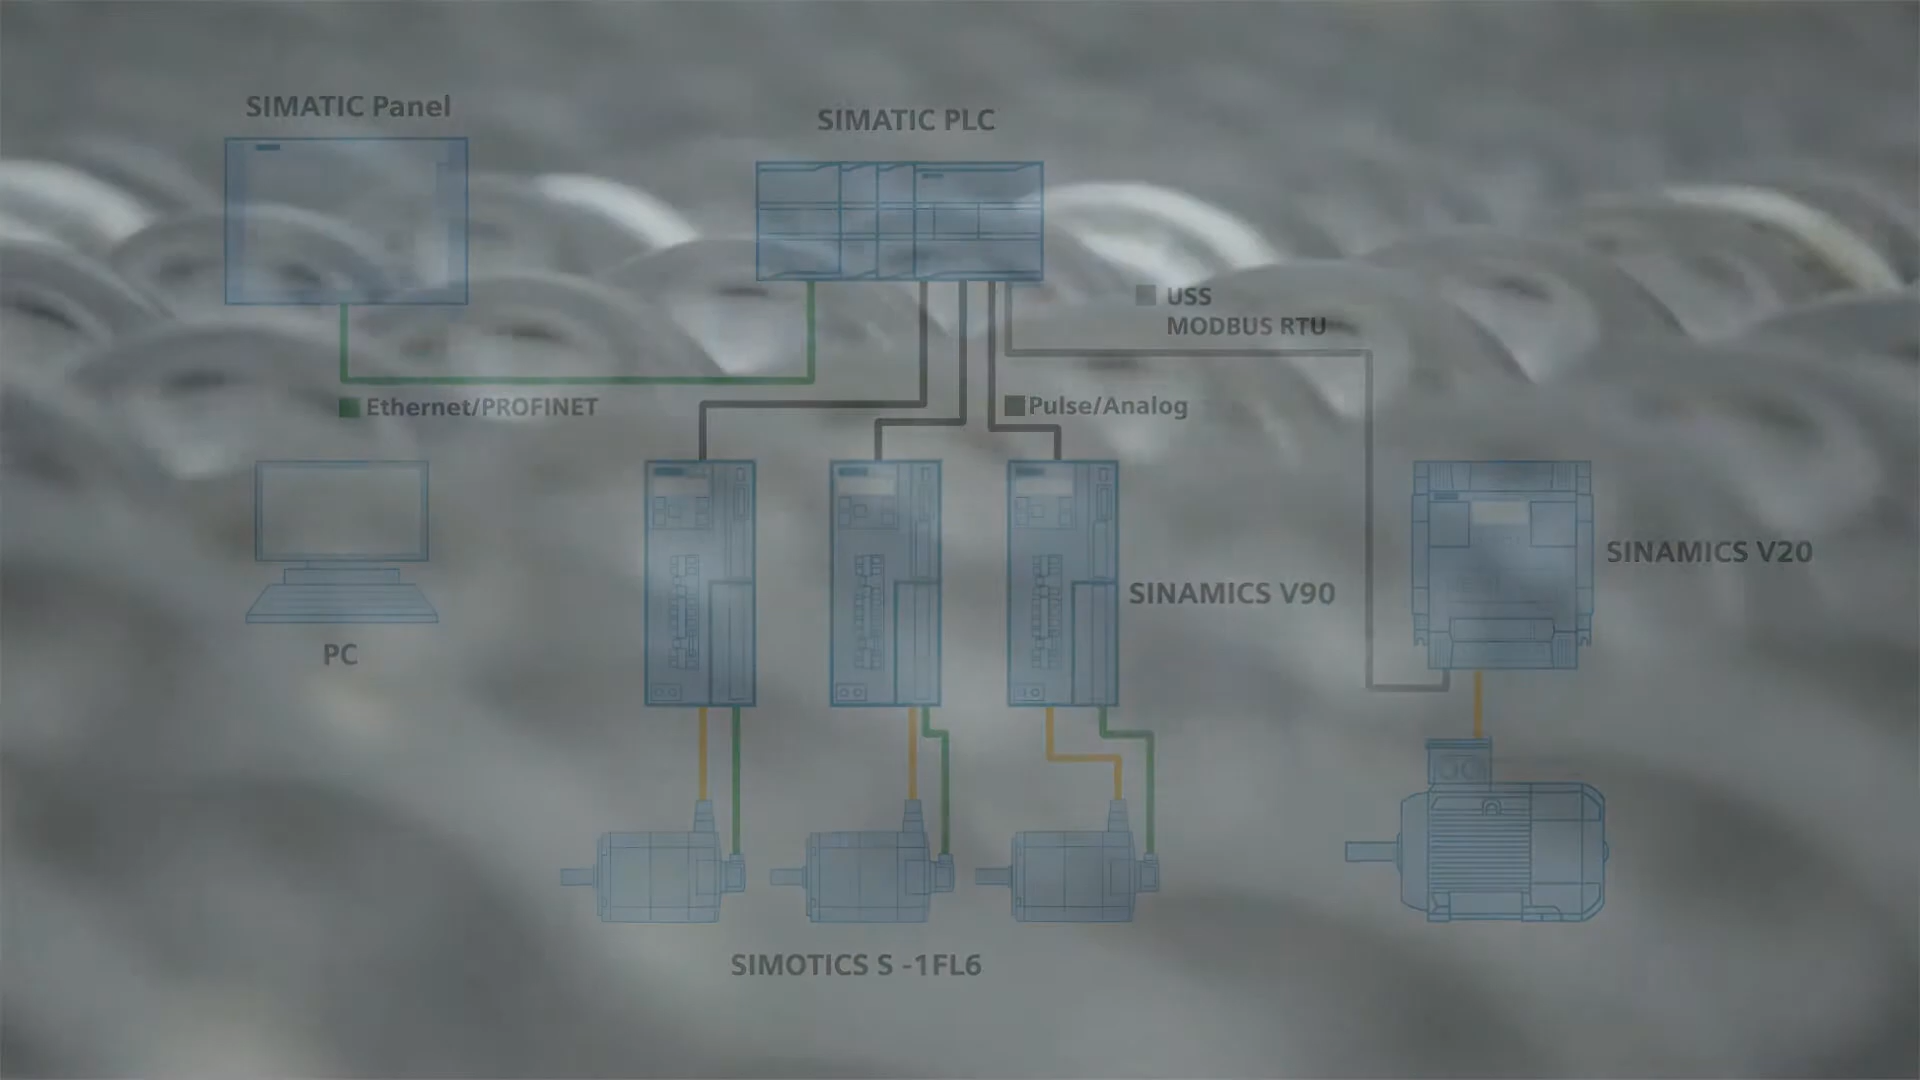 SIMATIC Panel
SIMATIC PLC
USS
MODBUS RTU
Ethernet/PROFINET
Pulse/Analog
SINAMICS V20
SINAMICS V90
PC
SIMOTICS S -1FL6